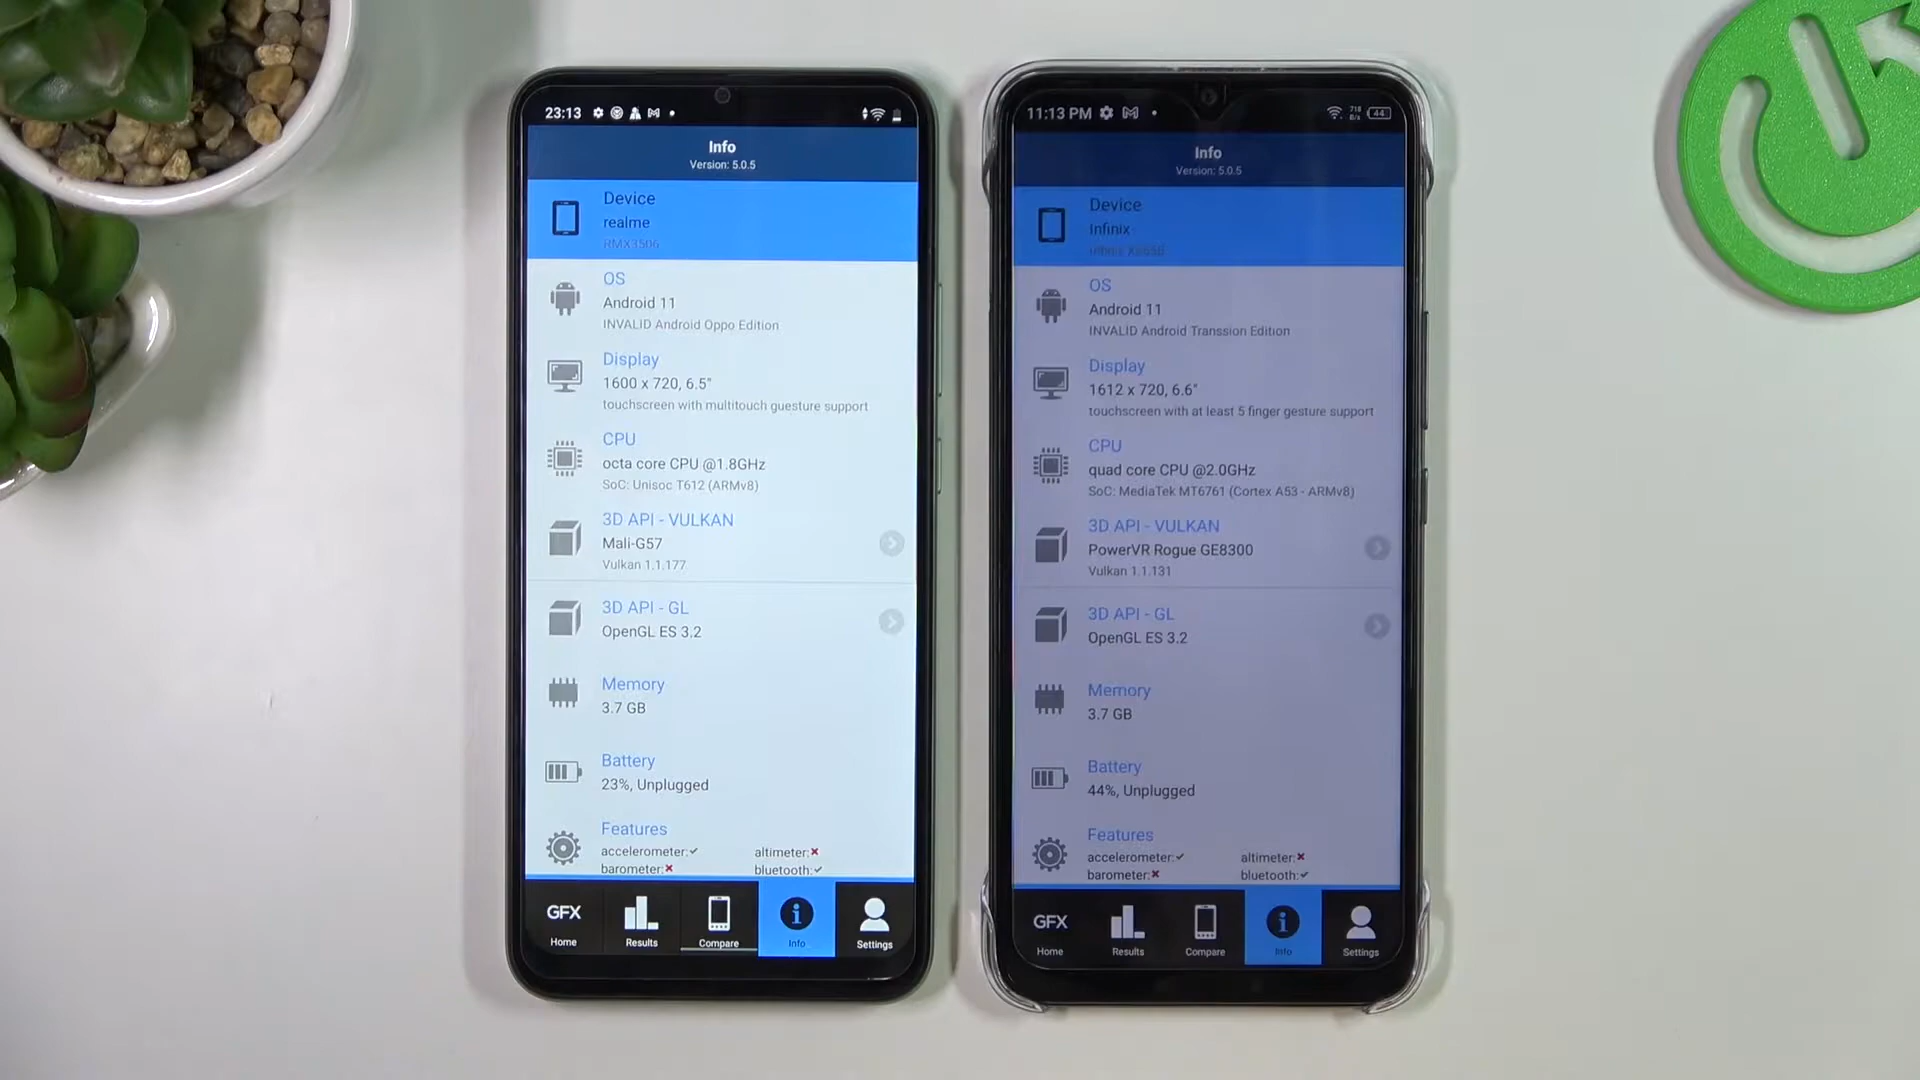 23:13
Info
Version: 5.0.5
Device
realme
RMX3506
OS
Android 11
INVALID Android Oppo Edition
Display
1600 x 720, 6.5"
touchscreen with multitouch guesture support
CPU
octa core CPU @1.8GHz
SoC: Unisoc T612 (ARMv8)
3D API - VULKAN
Mali-G57
Vulkan 1.1.177
3D API - GL
OpenGL ES 3.2
Memory
3.7 GB
Battery
23%, Unplugged
Features
accelerometer:✓ altimeter:✗
barometer:✗ bluetooth:✓
GFX
Home Results Compare Info Settings
11:13 PM 718 B/s 44
Info
Version: 5.0.5
Device
Infinix
Infinix
OS
Android 11
INVALID Android Transsion Edition
Display
1612 x 720, 6.6"
touchscreen with at least 5 finger gesture support
CPU
quad core CPU @2.0GHz
SoC: MediaTek MT6761 (Cortex A53 - ARMv8)
3D API - VULKAN
PowerVR Rogue GE8300
Vulkan 1.1.131
3D API - GL
OpenGL ES 3.2
Memory
3.7 GB
Battery
44%, Unplugged
Features
accelerometer:✓ altimeter:✗
barometer:✗ bluetooth:✓
GFX
Home Results Compare Info Settings